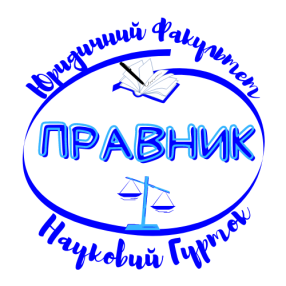 Юридичний Факультет
ПРАВНИК
Науковий Гурток